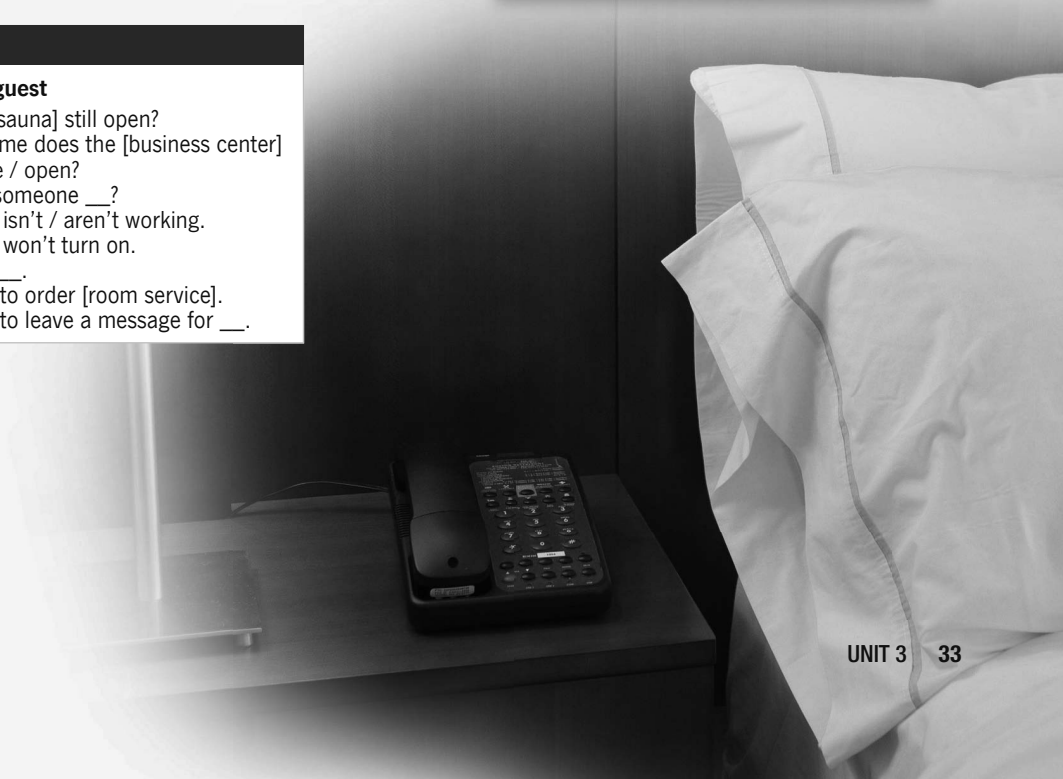 guest
sauna] still open?
me does the [business center]
e / open?
someone __?
isn't / aren't working.
won't turn on.
__.
to order [room service].
to leave a message for __.
UNIT 3 33